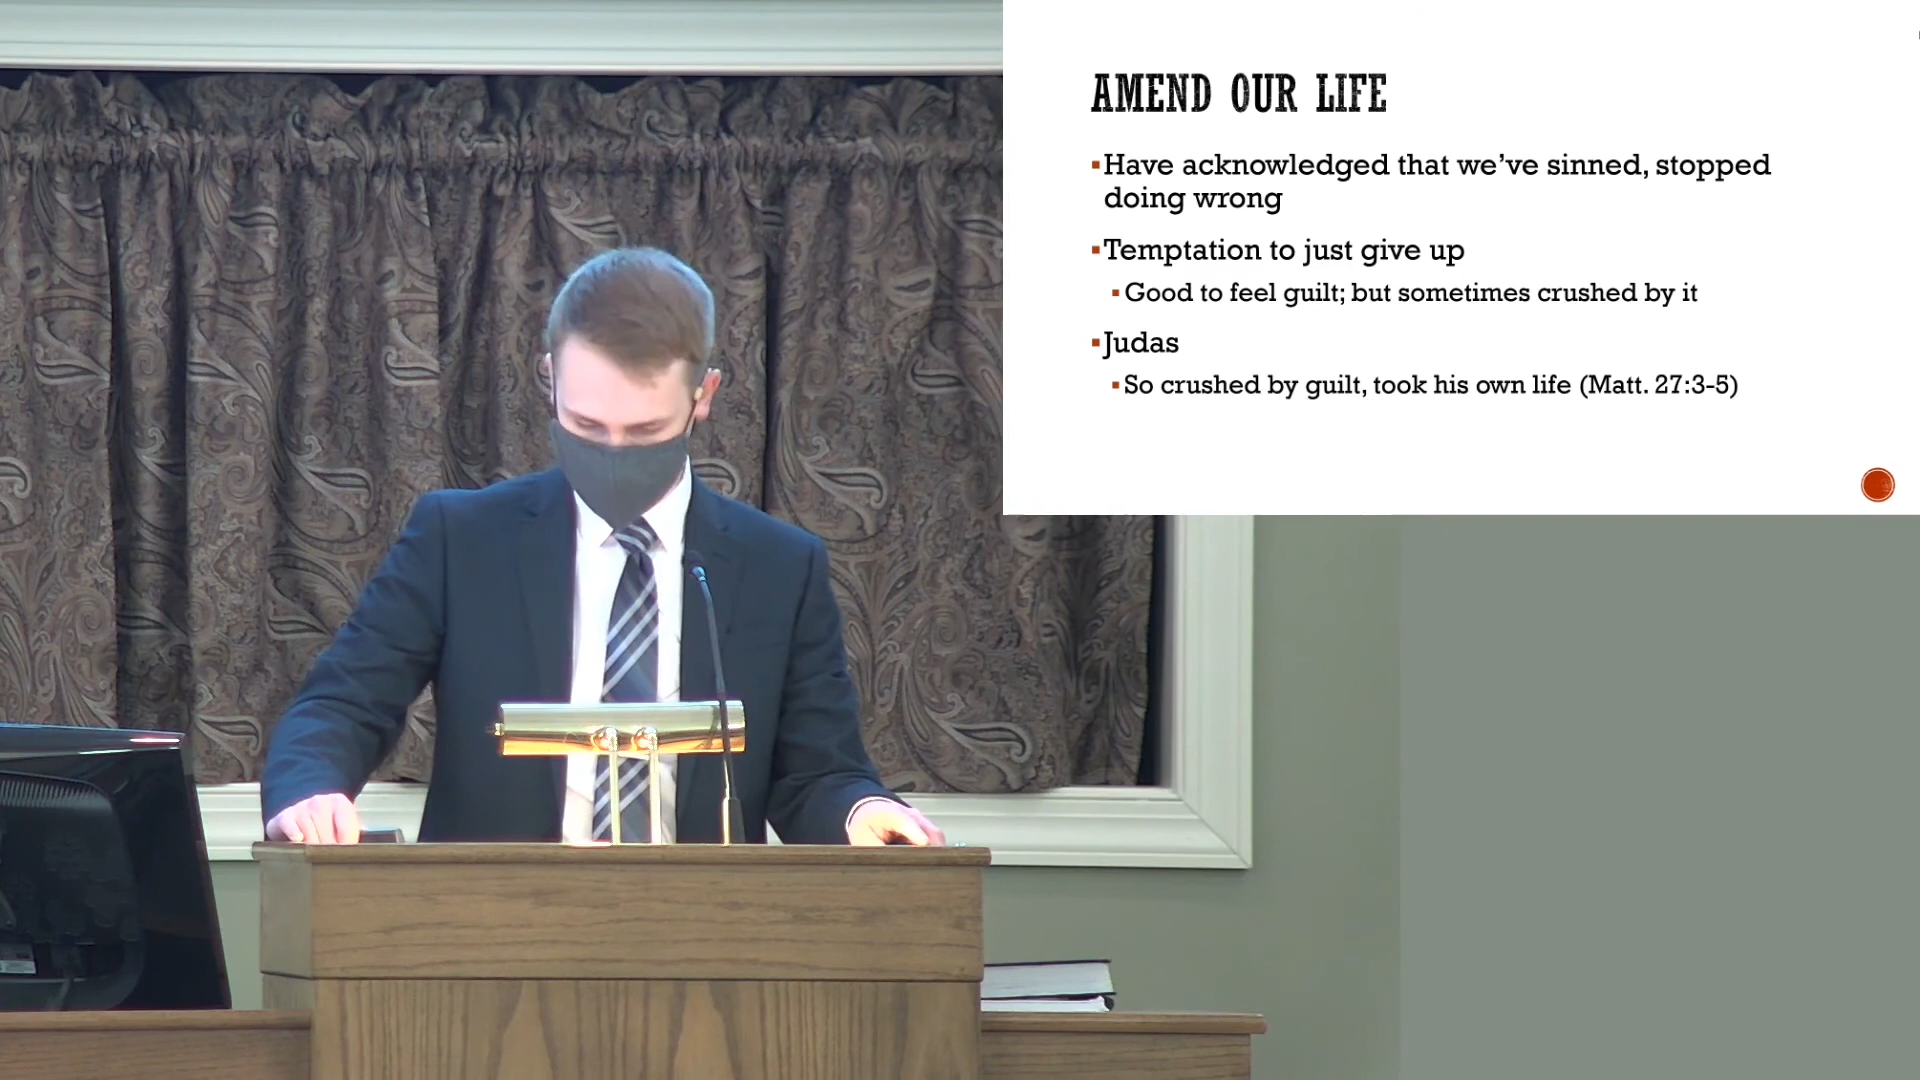 AMEND OUR LIFE
▪Have acknowledged that we’ve sinned, stopped
doing wrong
▪Temptation to just give up
▪Good to feel guilt; but sometimes crushed by it
▪Judas
▪So crushed by guilt, took his own life (Matt. 27:3-5)